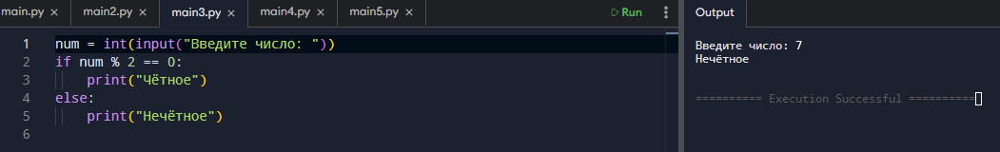 main.py × main2.py × main3.py × main4.py × main5.py × Run Output
1 num = int(input("Введите число: "))
2 if num % 2 == 0:
3     print("Чётное")
4 else:
5     print("Нечётное")
6
Введите число: 7
Нечётное
========== Execution Successful ==========